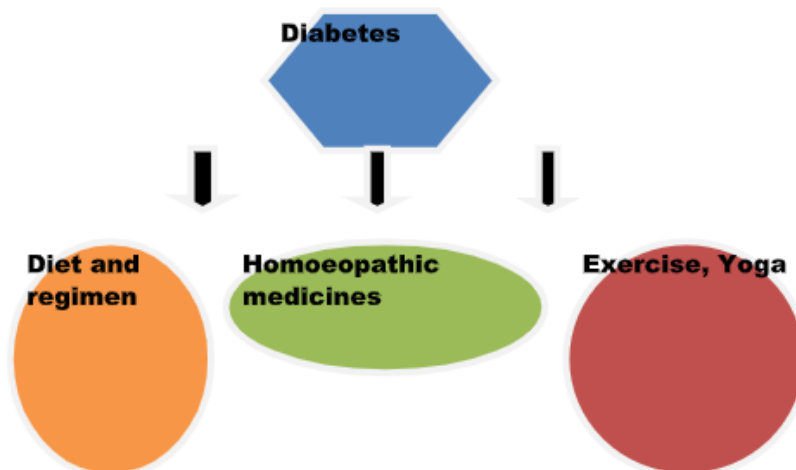 Diabetes
Diet and
regimen
Homoeopathic
medicines
Exercise, Yoga